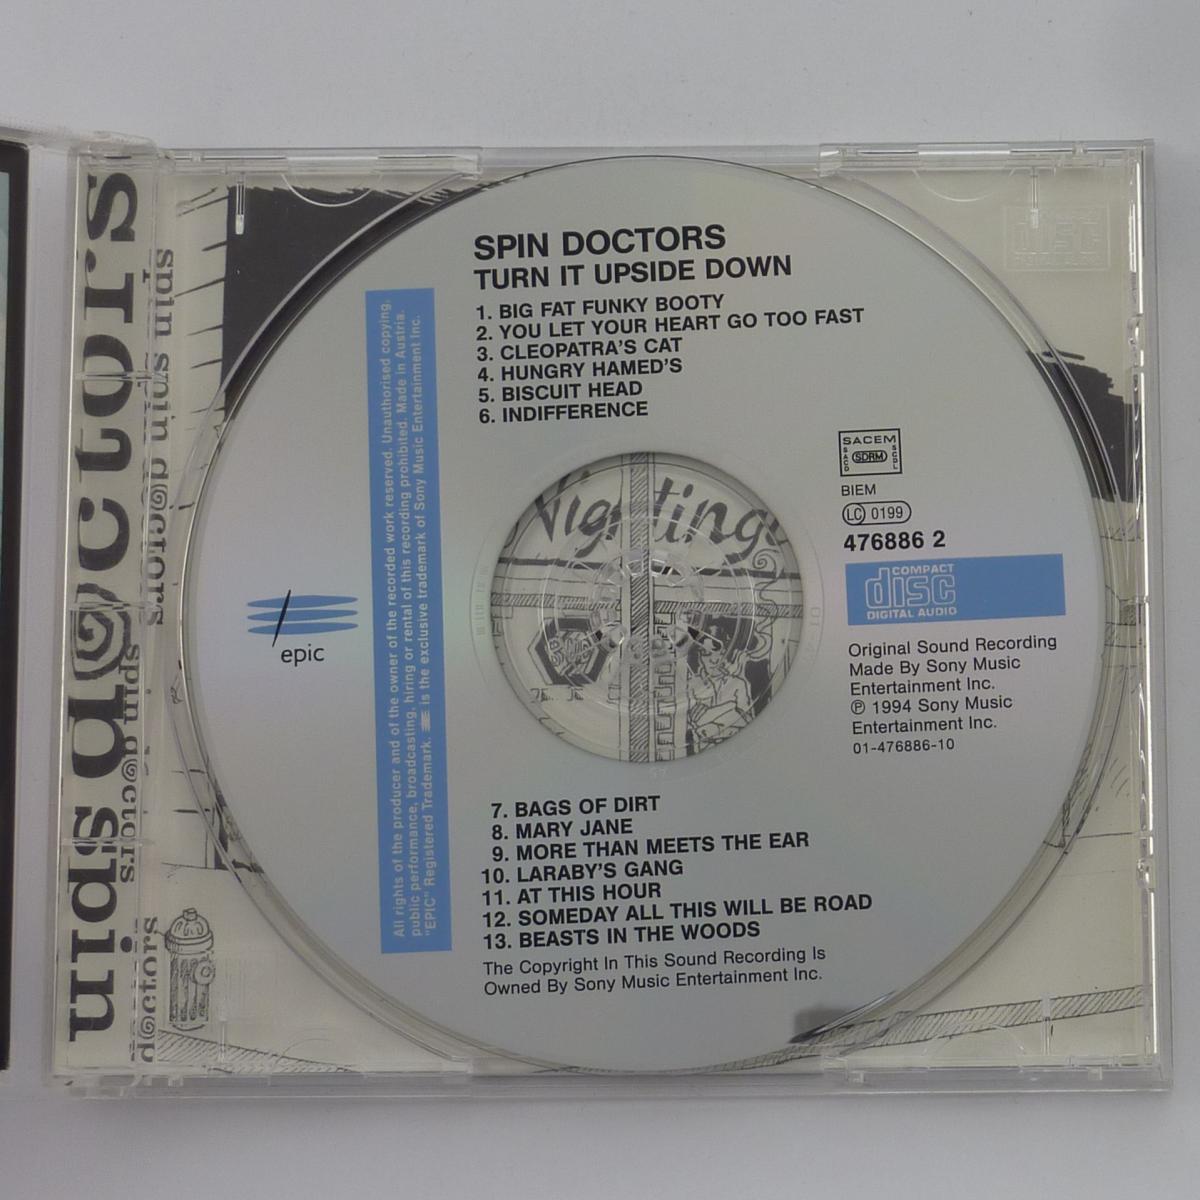 SPIN DOCTORS
TURN IT UPSIDE DOWN
1. BIG FAT FUNKY BOOTY
2. YOU LET YOUR HEART GO TOO FAST
3. CLEOPATRA'S CAT
4. HUNGRY HAMED'S
5. BISCUIT HEAD
6. INDIFFERENCE
SACEM
SACD
SDRM
SCGL
BIEM
LC 0199
476886 2
COMPACT
disc
DIGITAL AUDIO
Original Sound Recording
Made By Sony Music
Entertainment Inc.
℗ 1994 Sony Music
Entertainment Inc.
01-476886-10
epic
All rights of the producer and of the owner of the recorded work reserved. Unauthorised copying,
public performance, broadcasting, hiring or rental of this recording prohibited. Made in Austria.
"EPIC" Registered Trademark. is the exclusive trademark of Sony Music Entertainment Inc.
7. BAGS OF DIRT
8. MARY JANE
9. MORE THAN MEETS THE EAR
10. LARABY'S GANG
11. AT THIS HOUR
12. SOMEDAY ALL THIS WILL BE ROAD
13. BEASTS IN THE WOODS
The Copyright In This Sound Recording Is
Owned By Sony Music Entertainment Inc.
Nighting
spin doctors
spin
spin doctors
spin doctors
doctors
disc